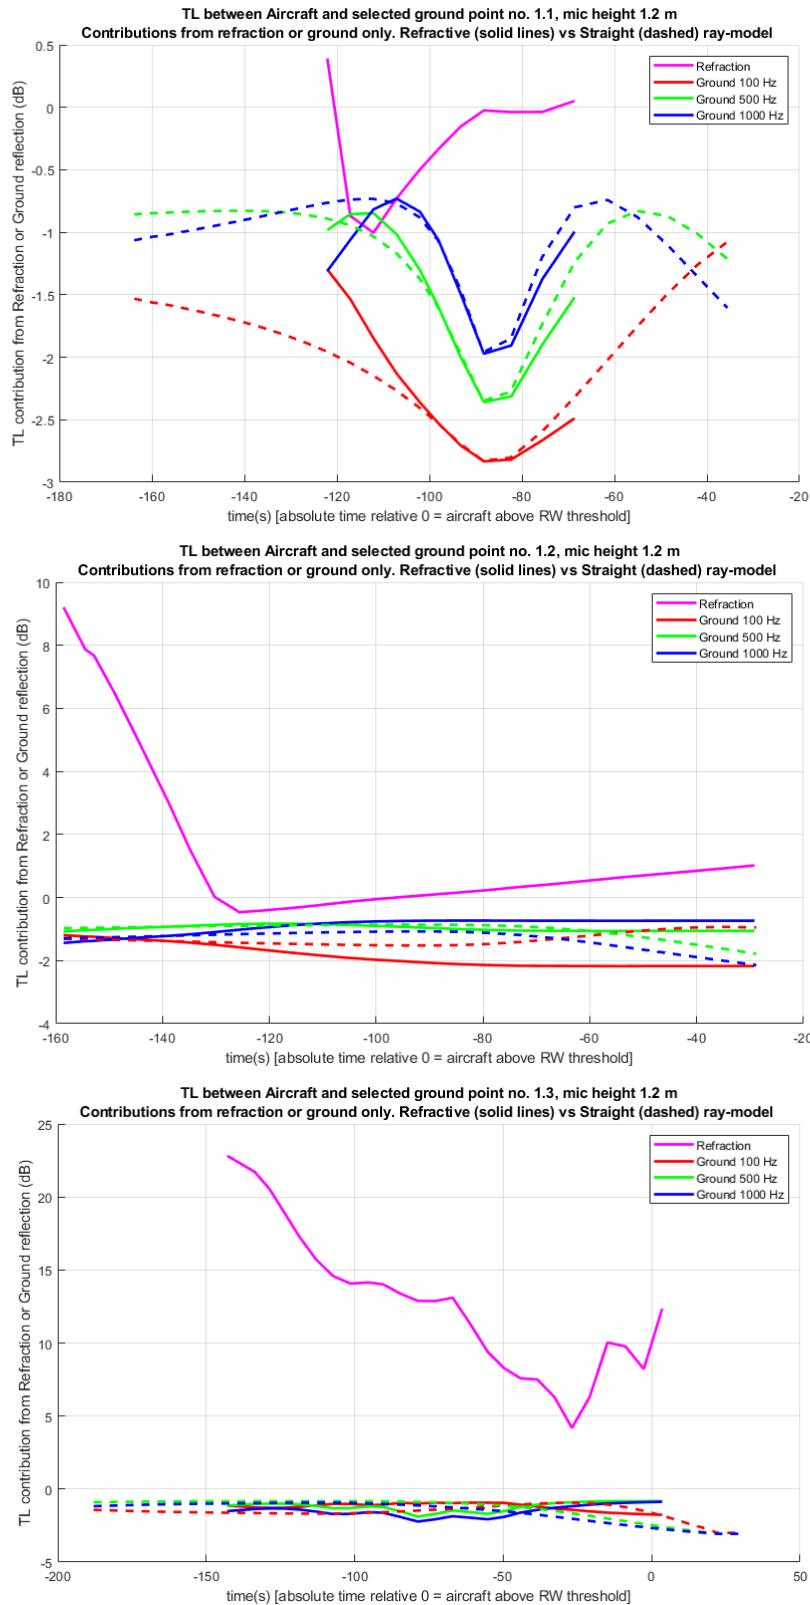 TL between Aircraft and selected ground point no. 1.1, mic height 1.2 m
Contributions from refraction or ground only. Refractive (solid lines) vs Straight (dashed) ray-model
TL contribution from Refraction or Ground reflection (dB)
0.5
0
-0.5
-1
-1.5
-2
-2.5
-3
Refraction
Ground 100 Hz
Ground 500 Hz
Ground 1000 Hz
-180 -160 -140 -120 -100 -80 -60 -40 -20
time(s) [absolute time relative 0 = aircraft above RW threshold]
TL between Aircraft and selected ground point no. 1.2, mic height 1.2 m
Contributions from refraction or ground only. Refractive (solid lines) vs Straight (dashed) ray-model
TL contribution from Refraction or Ground reflection (dB)
10
8
6
4
2
0
-2
-4
Refraction
Ground 100 Hz
Ground 500 Hz
Ground 1000 Hz
-160 -140 -120 -100 -80 -60 -40 -20
time(s) [absolute time relative 0 = aircraft above RW threshold]
TL between Aircraft and selected ground point no. 1.3, mic height 1.2 m
Contributions from refraction or ground only. Refractive (solid lines) vs Straight (dashed) ray-model
TL contribution from Refraction or Ground reflection (dB)
25
20
15
10
5
0
-5
Refraction
Ground 100 Hz
Ground 500 Hz
Ground 1000 Hz
-200 -150 -100 -50 0 50
time(s) [absolute time relative 0 = aircraft above RW threshold]